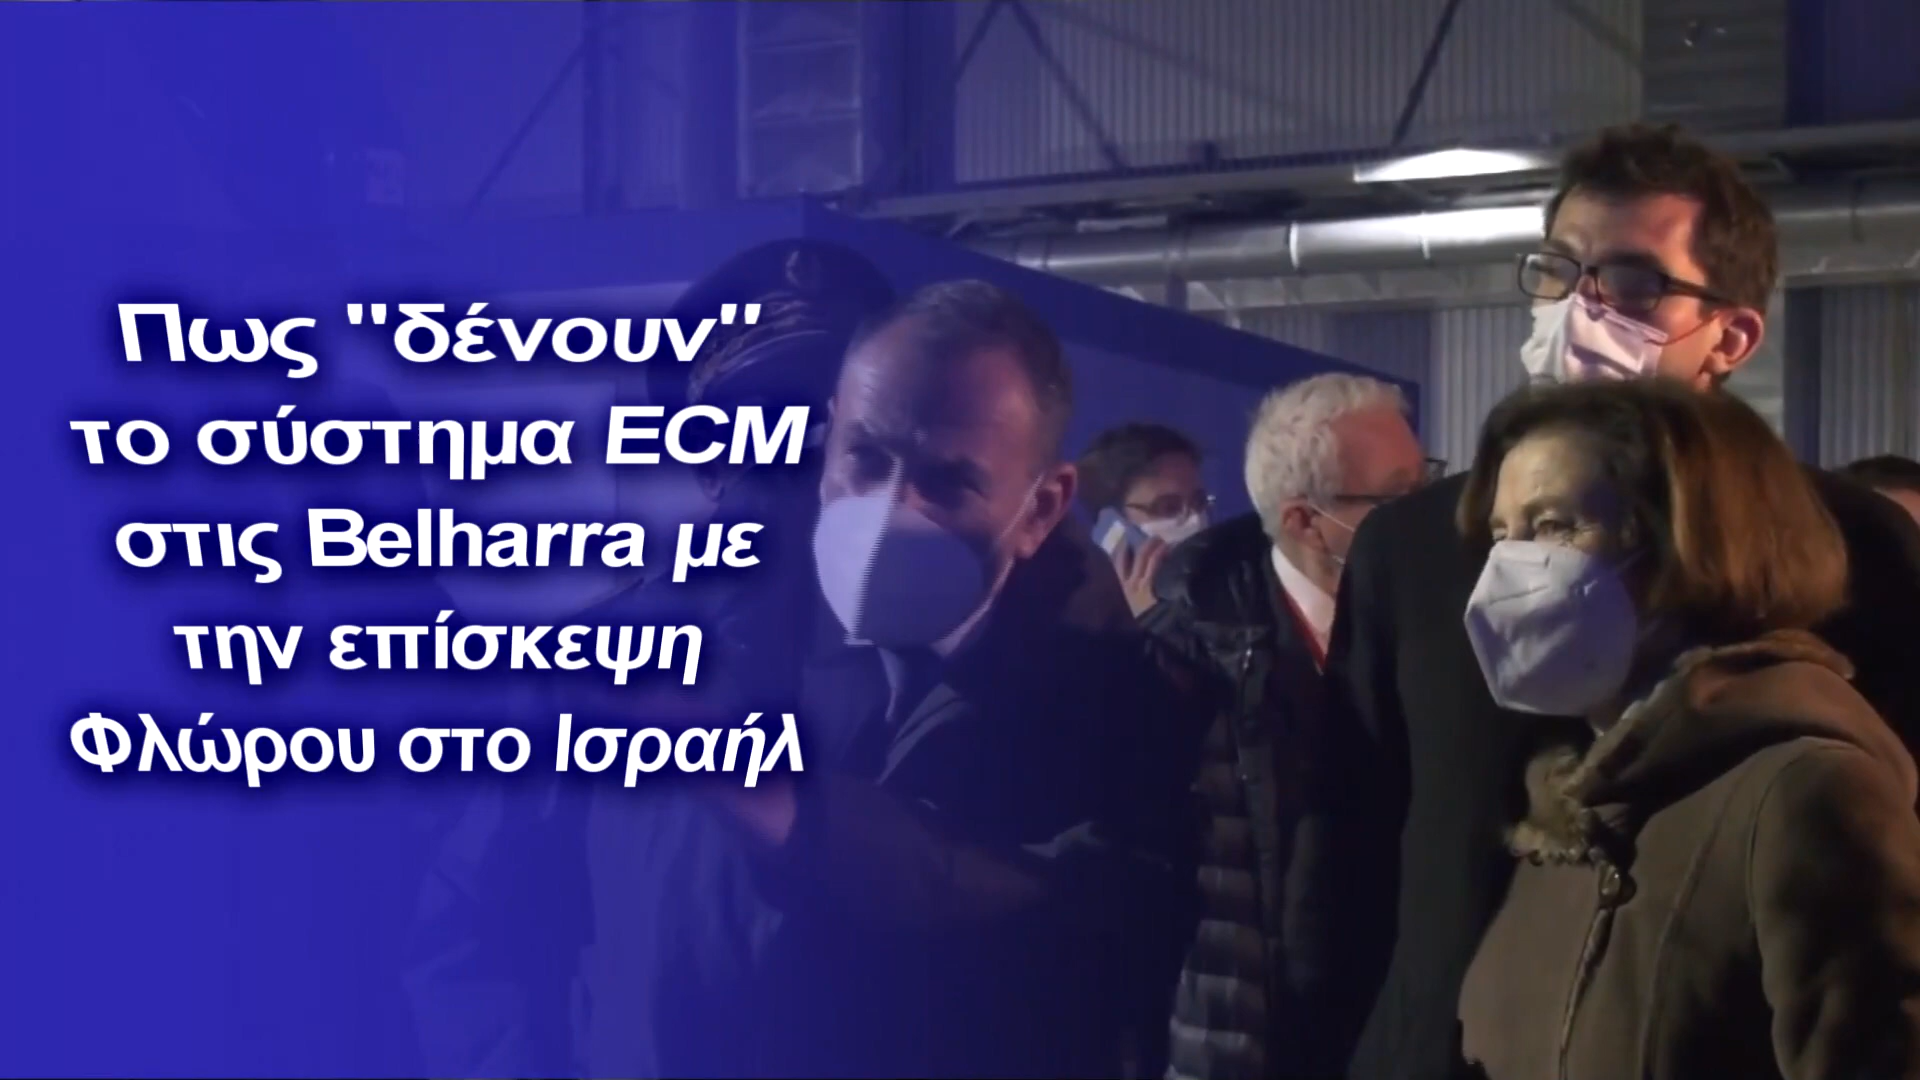 Πως "δένουν"
το σύστημα ECM
στις Belharra με
την επίσκεψη
Φλώρου στο Ισραήλ